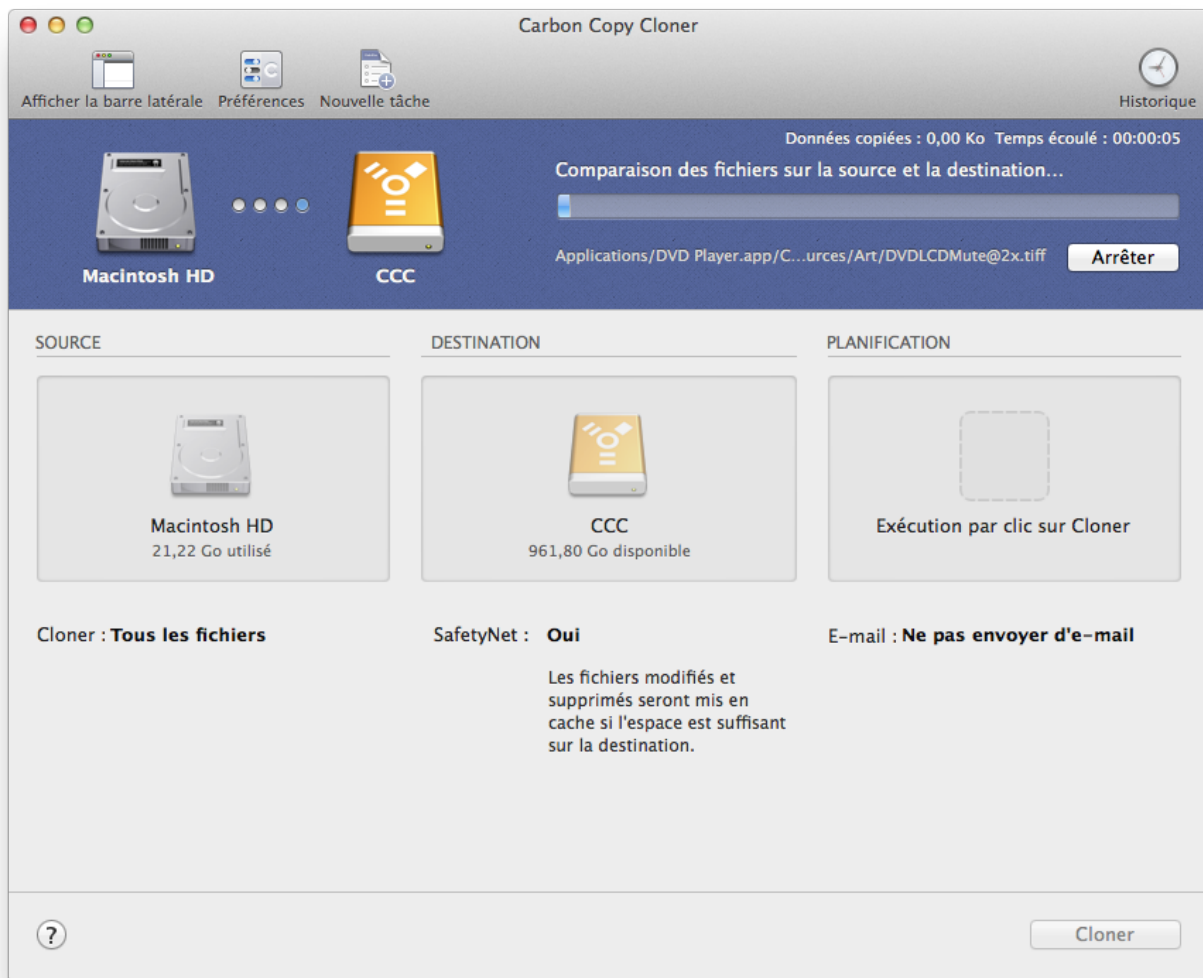 Carbon Copy Cloner
Afficher la barre latérale Préférences Nouvelle tâche Historique
Données copiées : 0,00 Ko Temps écoulé : 00:00:05
Comparaison des fichiers sur la source et la destination...
Applications/DVD Player.app/C...urces/Art/DVDLCDMute@2x.tiff Arrêter
Macintosh HD CCC
SOURCE DESTINATION PLANIFICATION
Macintosh HD CCC Exécution par clic sur Cloner
21,22 Go utilisé 961,80 Go disponible
Cloner : Tous les fichiers SafetyNet : Oui E-mail : Ne pas envoyer d'e-mail
Les fichiers modifiés et
supprimés seront mis en
cache si l'espace est suffisant
sur la destination.
? Cloner